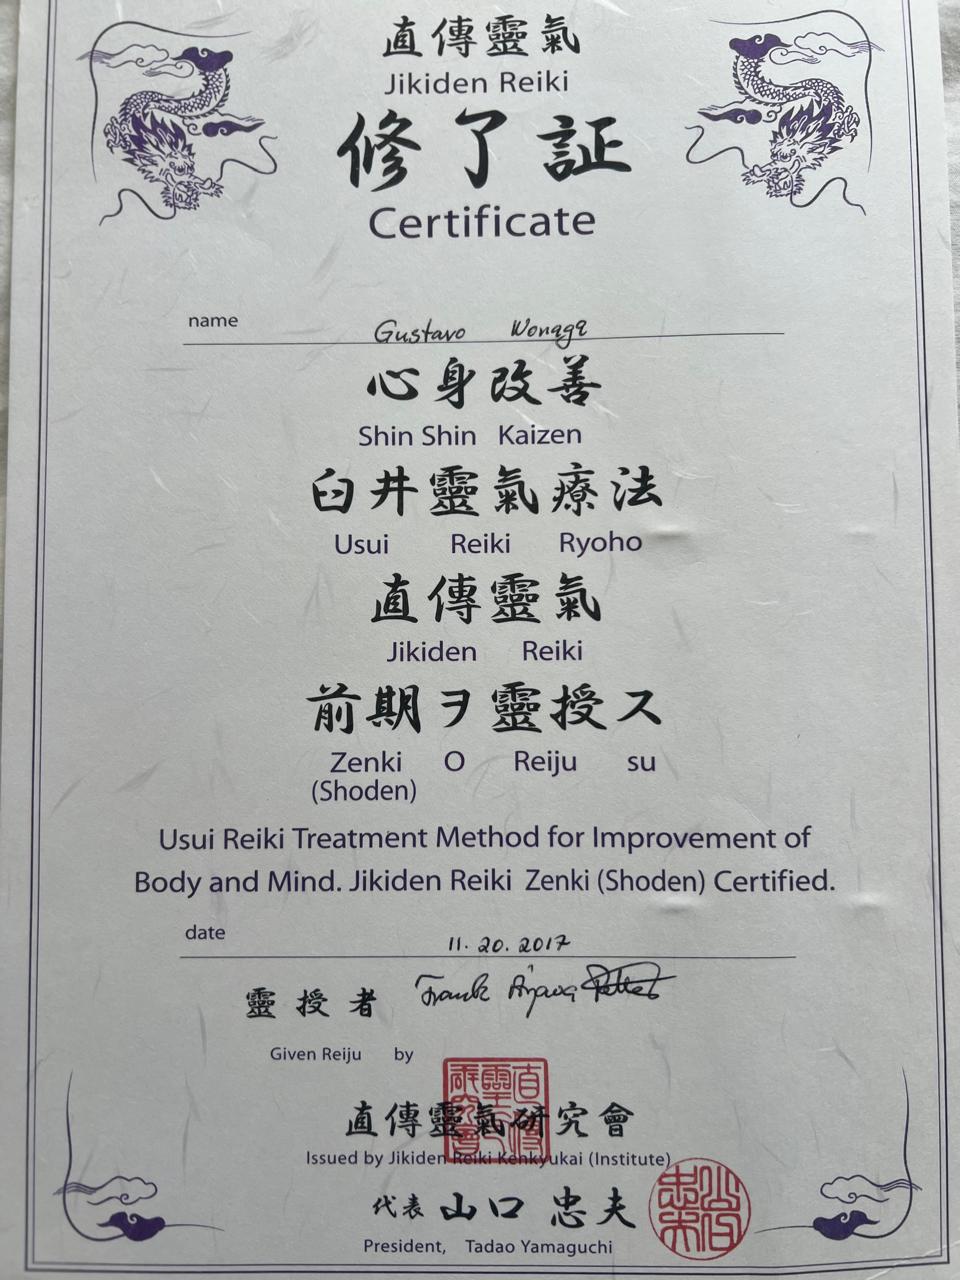 直傳靈氣
Jikiden Reiki
修了証
Certificate
name Gustavo Wonaga
心身改善
Shin Shin Kaizen
臼井靈氣療法
Usui Reiki Ryoho
直傳靈氣
Jikiden Reiki
前期ヲ靈授ス
Zenki O Reiju su
(Shoden)
Usui Reiki Treatment Method for Improvement of
Body and Mind. Jikiden Reiki Zenki (Shoden) Certified.
date 11.20.2017
靈授者 Frank Arjava Petter
Given Reiju by
直傳靈氣研究會
Issued by Jikiden Reiki Kenkyukai (Institute)
代表 山口 忠夫
President, Tadao Yamaguchi